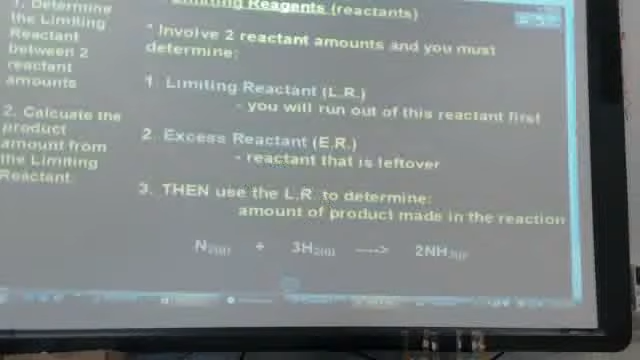 1. Determine
the Limiting
Reactant
between 2
reactant
amounts
2. Calcuate the
product
amount from
the Limiting
Reactant.
Limiting Reagents (reactants)
* Involve 2 reactant amounts and you must
determine:
1. Limiting Reactant (L.R.)
- you will run out of this reactant first
2. Excess Reactant (E.R.)
- reactant that is leftover
3. THEN use the L.R. to determine:
amount of product made in the reaction
N2(g) + 3H2(g) ----> 2NH3(g)